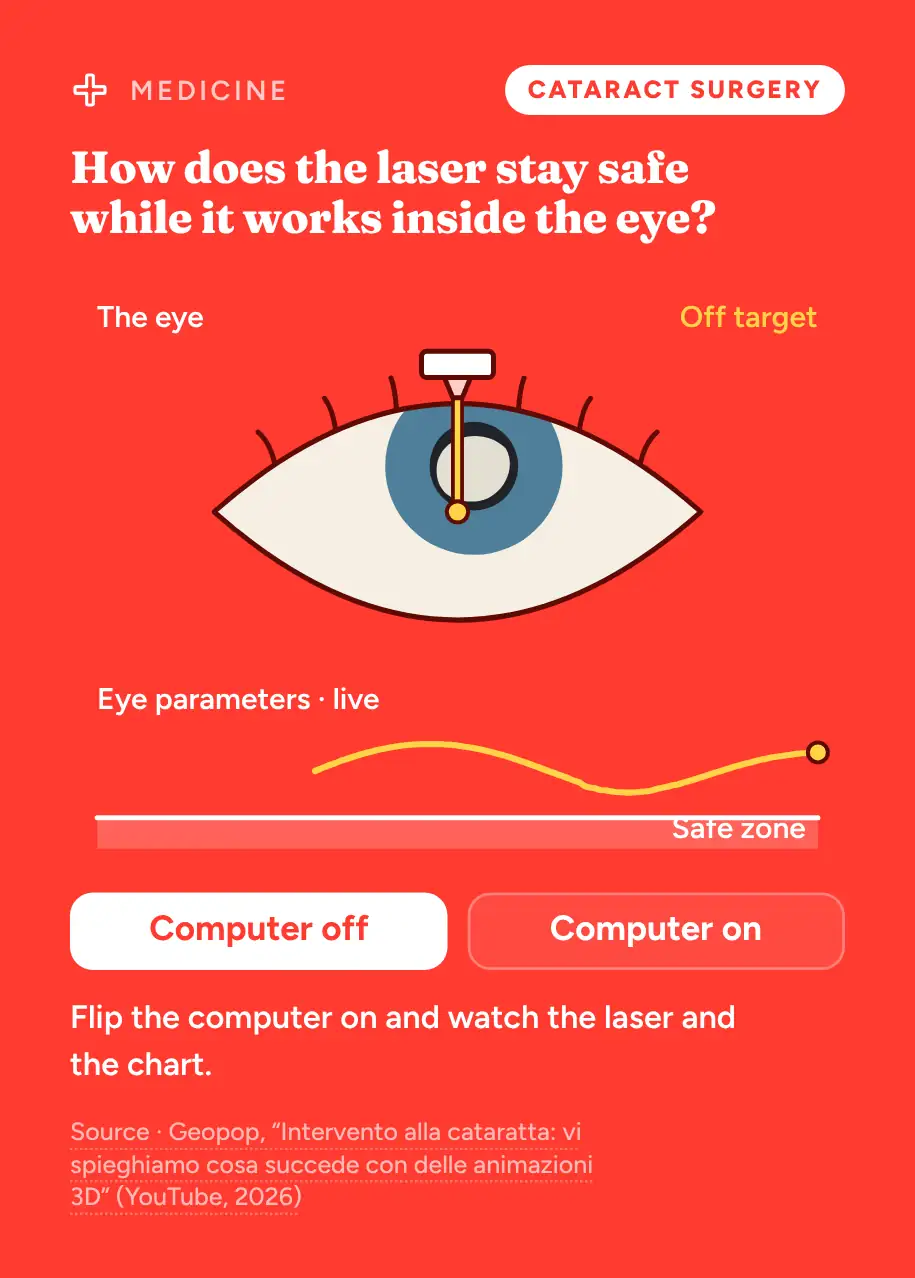 MEDICINE
CATARACT SURGERY
How does the laser stay safe
while it works inside the eye?
The eye
Off target
Eye parameters · live
Safe zone
Computer off
Computer on
Flip the computer on and watch the laser and
the chart.
Source · Geopop, “Intervento alla cataratta: vi
spieghiamo cosa succede con delle animazioni
3D” (YouTube, 2026)